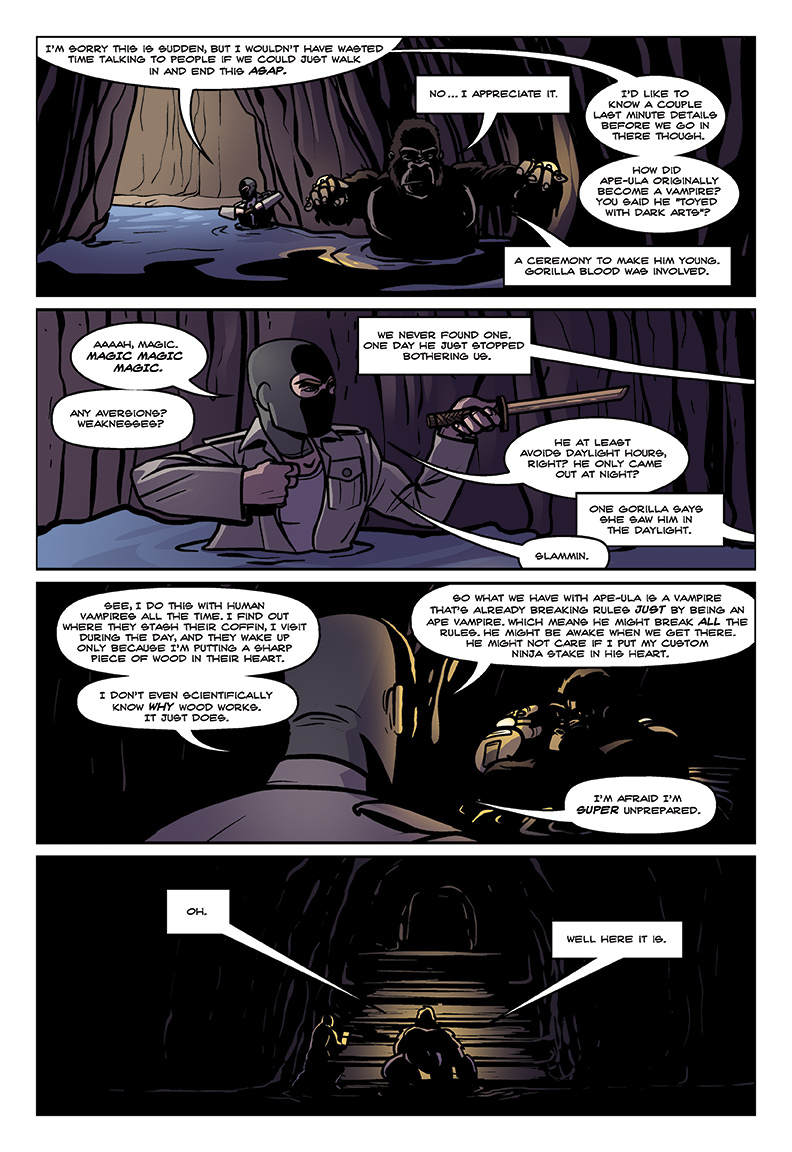 I'M SORRY THIS IS SUDDEN, BUT I WOULDN'T HAVE WASTED
TIME TALKING TO PEOPLE IF WE COULD JUST WALK
IN AND END THIS ASAP.
NO... I APPRECIATE IT.
I'D LIKE TO
KNOW A COUPLE
LAST MINUTE DETAILS
BEFORE WE GO IN
THERE THOUGH.
HOW DID
APE-ULA ORIGINALLY
BECOME A VAMPIRE?
YOU SAID HE "TOYED
WITH DARK ARTS"?
A CEREMONY TO MAKE HIM YOUNG.
GORILLA BLOOD WAS INVOLVED.
AAAAH, MAGIC.
MAGIC MAGIC
MAGIC.
ANY AVERSIONS?
WEAKNESSES?
WE NEVER FOUND ONE.
ONE DAY HE JUST STOPPED
BOTHERING US.
HE AT LEAST
AVOIDS DAYLIGHT HOURS,
RIGHT? HE ONLY CAME
OUT AT NIGHT?
ONE GORILLA SAYS
SHE SAW HIM IN
THE DAYLIGHT.
SLAMMIN.
SEE, I DO THIS WITH HUMAN
VAMPIRES ALL THE TIME. I FIND OUT
WHERE THEY STASH THEIR COFFIN, I VISIT
DURING THE DAY, AND THEY WAKE UP
ONLY BECAUSE I'M PUTTING A SHARP
PIECE OF WOOD IN THEIR HEART.
I DON'T EVEN SCIENTIFICALLY
KNOW WHY WOOD WORKS.
IT JUST DOES.
SO WHAT WE HAVE WITH APE-ULA IS A VAMPIRE
THAT'S ALREADY BREAKING RULES JUST BY BEING AN
APE VAMPIRE. WHICH MEANS HE MIGHT BREAK ALL THE
RULES. HE MIGHT BE AWAKE WHEN WE GET THERE.
HE MIGHT NOT CARE IF I PUT MY CUSTOM
NINJA STAKE IN HIS HEART.
I'M AFRAID I'M
SUPER UNPREPARED.
OH.
WELL HERE IT IS.